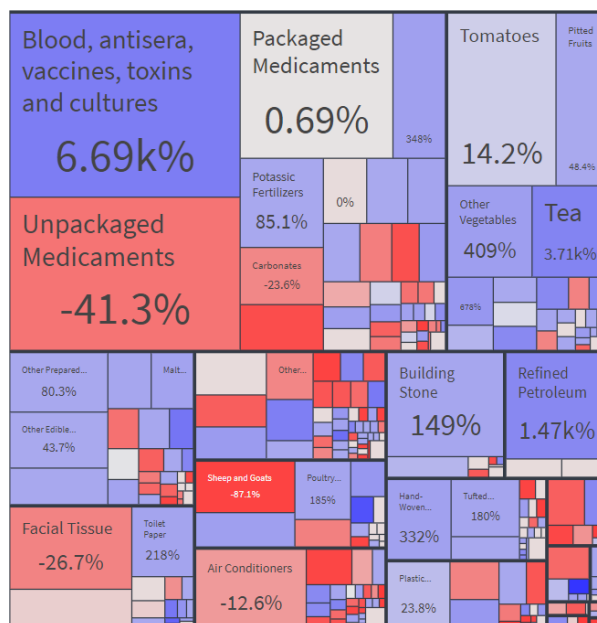 Blood, antisera,
vaccines, toxins
and cultures
6.69k%
Unpackaged
Medicaments
-41.3%
Packaged
Medicaments
0.69%
348%
Potassic
Fertilizers
85.1%
0%
Carbonates
-23.6%
Tomatoes
14.2%
Pitted
Fruits
48.4%
Other
Vegetables
409%
Tea
3.71k%
678%
Other Prepared...
80.3%
Malt...
Other Edible...
43.7%
Other...
Sheep and Goats
-87.1%
Poultry...
185%
Building
Stone
149%
Refined
Petroleum
1.47k%
Hand-
Woven...
332%
Tufted...
180%
Plastic...
23.8%
Facial Tissue
-26.7%
Toilet
Paper
218%
Air Conditioners
-12.6%